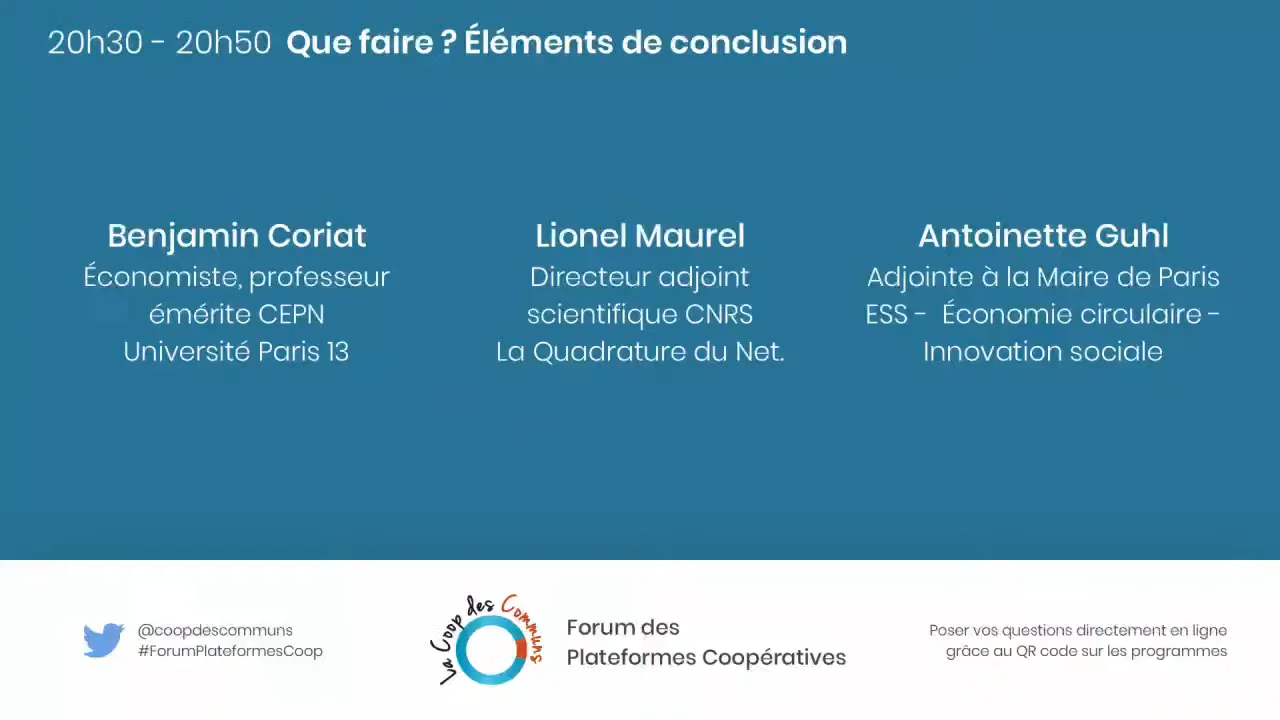 20h30 - 20h50 Que faire ? Éléments de conclusion
Benjamin Coriat
Économiste, professeur
émérite CEPN
Université Paris 13
Lionel Maurel
Directeur adjoint
scientifique CNRS
La Quadrature du Net.
Antoinette Guhl
Adjointe à la Maire de Paris
ESS - Économie circulaire -
Innovation sociale
@coopdescommuns
#ForumPlateformesCoop
La Coop des Communs
Forum des
Plateformes Coopératives
Poser vos questions directement en ligne
grâce au QR code sur les programmes